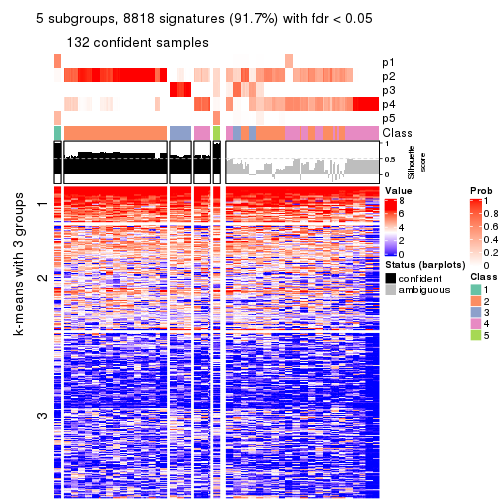 5 subgroups, 8818 signatures (91.7%) with fdr < 0.05
132 confident samples
p1
p2
p3
p4
p5
Class
1
0.5
0
Silhouette
score
k-means with 3 groups
1
2
3
Value
8
6
4
2
0
Status (barplots)
confident
ambiguous
Prob
1
0.8
0.6
0.4
0.2
0
Class
1
2
3
4
5